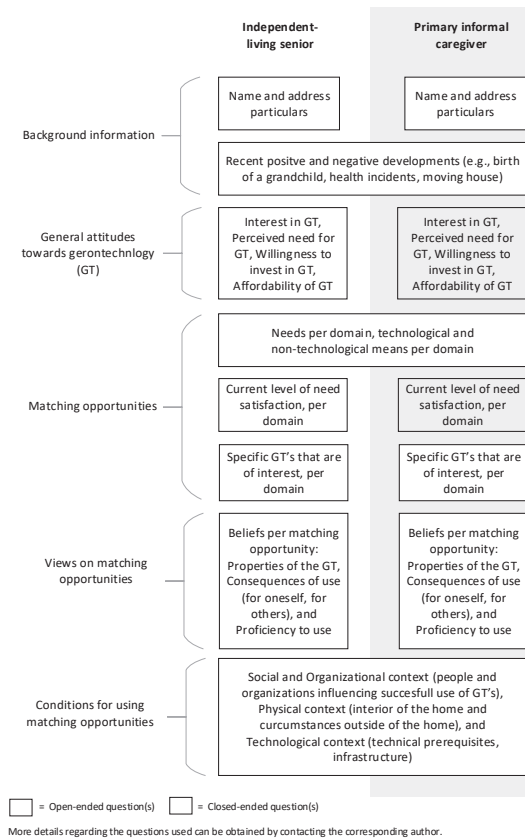 Independent-
living senior
Primary informal
caregiver
Background information
Name and address
particulars
Name and address
particulars
Recent positve and negative developments (e.g., birth
of a grandchild, health incidents, moving house)
General attitudes
towards gerontechnology
(GT)
Interest in GT,
Perceived need for
GT, Willingness to
invest in GT,
Affordability of GT
Interest in GT,
Perceived need for
GT, Willingness to
invest in GT,
Affordability of GT
Matching opportunities
Needs per domain, technological and
non-technological means per domain
Current level of need
satisfaction, per
domain
Current level of need
satisfaction, per
domain
Specific GT's that are
of interest, per
domain
Specific GT's that are
of interest, per
domain
Views on matching
opportunities
Beliefs per matching
opportunity:
Properties of the GT,
Consequences of use
(for oneself, for
others), and
Proficiency to use
Beliefs per matching
opportunity:
Properties of the GT,
Consequences of use
(for oneself, for
others), and
Proficiency to use
Conditions for using
matching opportunities
Social and Organizational context (people and
organizations influencing succesfull use of GT's),
Physical context (interior of the home and
curcumstances outside of the home), and
Technological context (technical prerequisites,
infrastructure)
= Open-ended question(s)
= Closed-ended question(s)
More details regarding the questions used can be obtained by contacting the corresponding author.